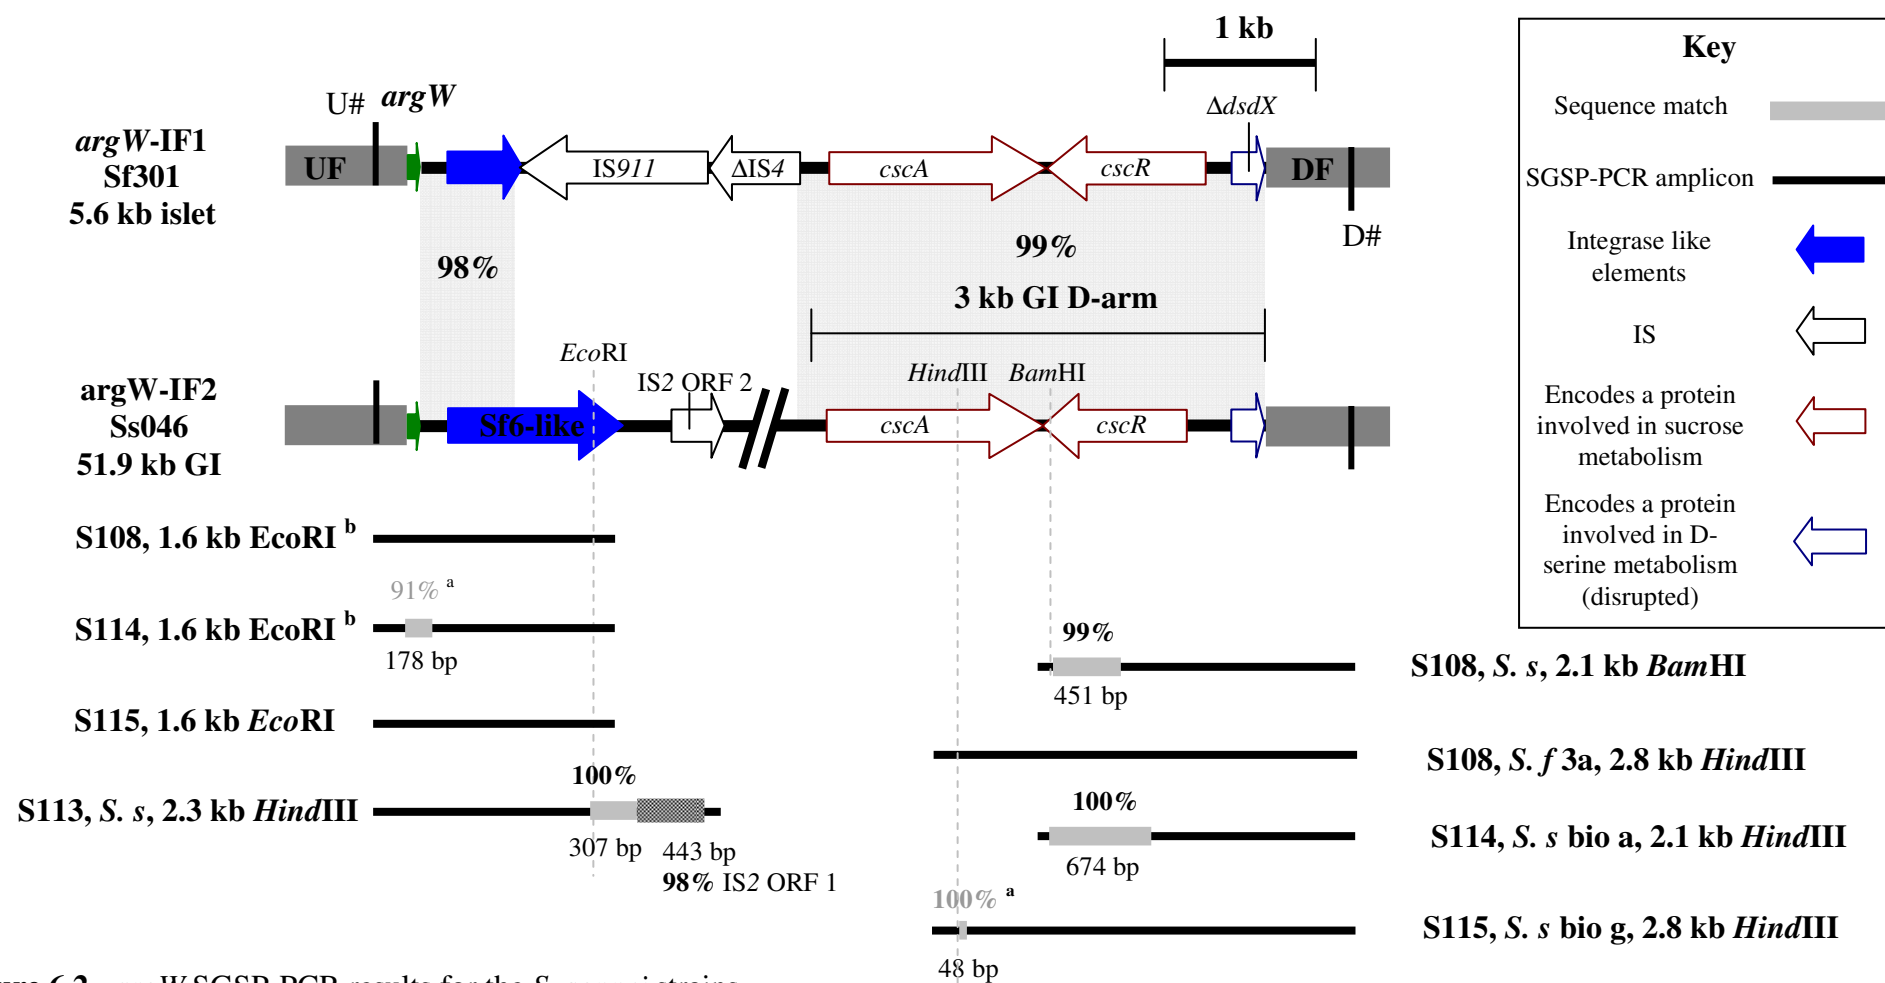 1 kb
U# argW
ΔdsdX
argW-IF1
Sf301
5.6 kb islet
UF
IS911
ΔIS4
cscA
cscR
DF
D#
98%
99%
3 kb GI D-arm
EcoRI
IS2 ORF 2
HindIII
BamHI
argW-IF2
Ss046
51.9 kb GI
Sf6-like
cscA
cscR
S108, 1.6 kb EcoRI b
91% a
S114, 1.6 kb EcoRI b
178 bp
S115, 1.6 kb EcoRI
100%
S113, S. s, 2.3 kb HindIII
307 bp
443 bp
98% IS2 ORF 1
99%
S108, S. s, 2.1 kb BamHI
451 bp
S108, S. f 3a, 2.8 kb HindIII
100%
S114, S. s bio a, 2.1 kb HindIII
674 bp
100% a
S115, S. s bio g, 2.8 kb HindIII
48 bp
Key
Sequence match
SGSP-PCR amplicon
Integrase like
elements
IS
Encodes a protein
involved in sucrose
metabolism
Encodes a protein
involved in D-
serine metabolism
(disrupted)